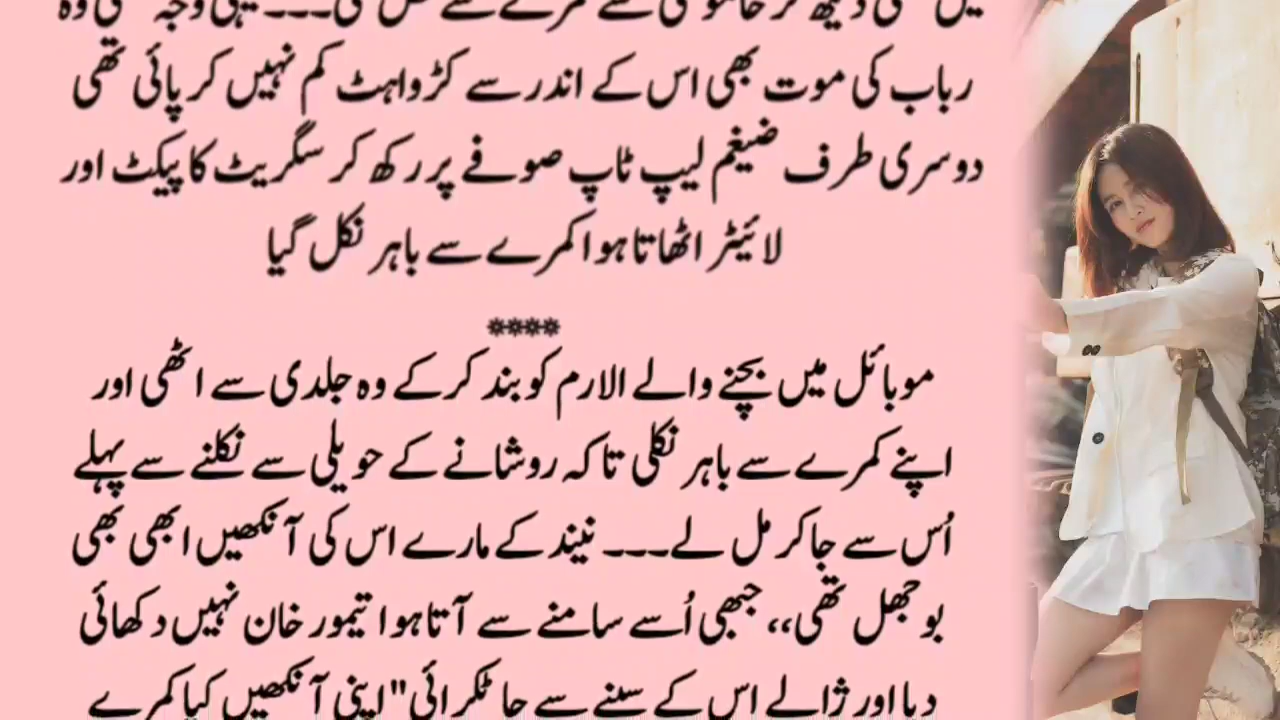 رباب کی موت بھی اس کے اندر سے کڑواہٹ کم نہیں کر پائی تھی
دوسری طرف ضیغم لیپ ٹاپ صوفے پر رکھ کر سگریٹ کا پیکٹ اور
لائیٹر اٹھاتا ہوا کمرے سے باہر نکل گیا
****
موبائل میں بجنے والے الارم کو بند کر کے وہ جلدی سے اٹھی اور
اپنے کمرے سے باہر نکلی تاکہ روشانے کے حویلی سے نکلنے سے پہلے
اُس سے جا کر مل لے ۔۔۔ نیند کے مارے اس کی آنکھیں ابھی بھی
بوجھل تھی،، جبھی اُسے سامنے سے آتا ہوا تیمور خان نہیں دکھائی
دیا اور ژالے اس کے سینے سے جا ٹکرائی "اپنی آنکھیں کیا کمرے